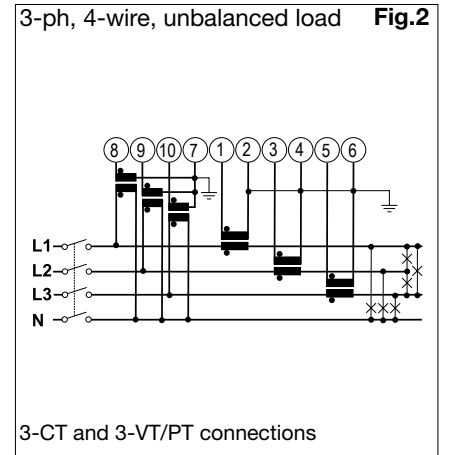 3-ph, 4-wire, unbalanced load Fig.2
8 9 10 7 1 2 3 4 5 6
L1
L2
L3
N
3-CT and 3-VT/PT connections